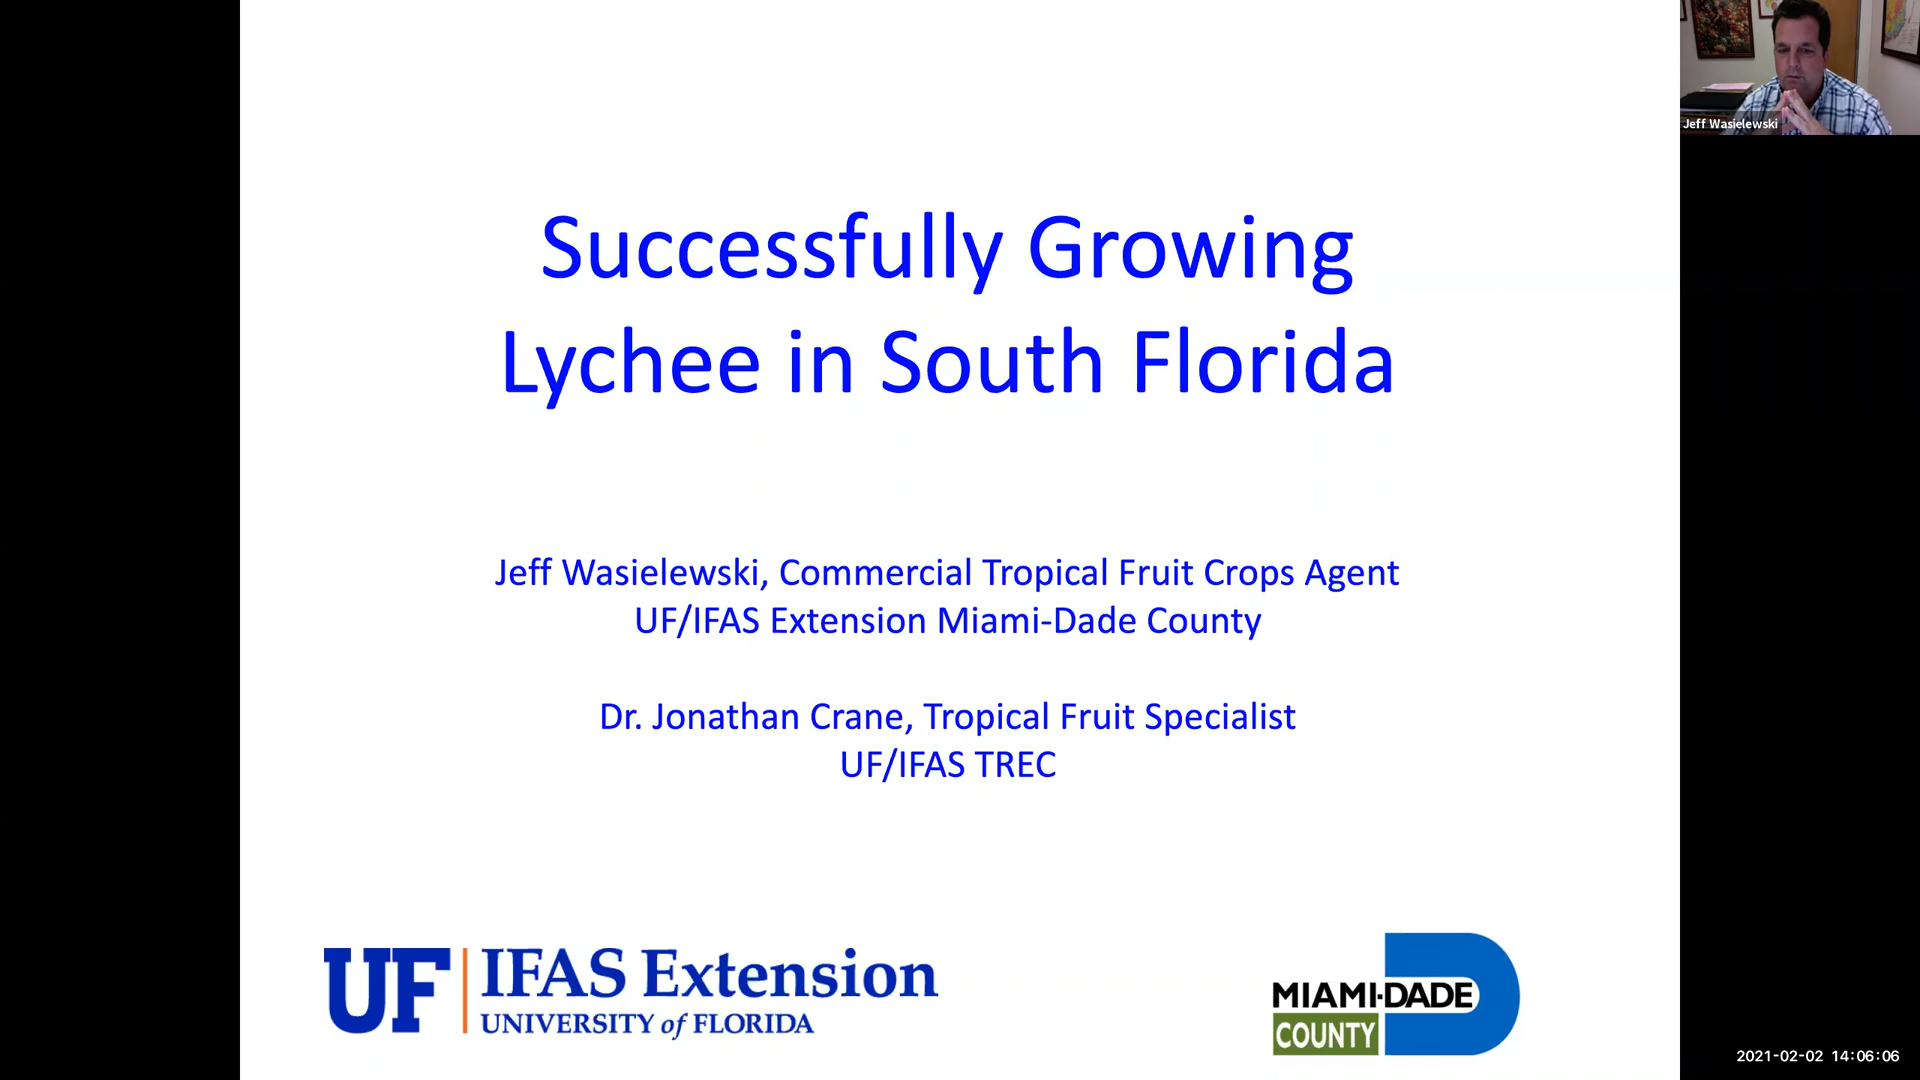 Jeff Wasielewski
Successfully Growing
Lychee in South Florida
Jeff Wasielewski, Commercial Tropical Fruit Crops Agent
UF/IFAS Extension Miami-Dade County
Dr. Jonathan Crane, Tropical Fruit Specialist
UF/IFAS TREC
UF IFAS Extension
UNIVERSITY of FLORIDA
MIAMI-DADE
COUNTY
2021-02-02 14:06:06